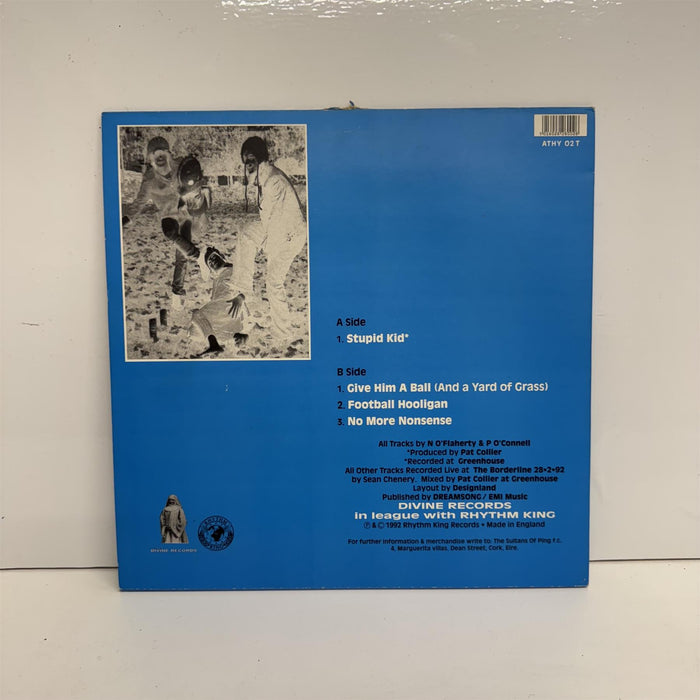 ATHY 02 T
A Side
1. Stupid Kid*
B Side
1. Give Him A Ball (And a Yard of Grass)
2. Football Hooligan
3. No More Nonsense
All Tracks by N O'Flaherty & P O'Connell
*Produced by Pat Collier
*Recorded at Greenhouse
All Other Tracks Recorded Live at The Borderline 28•2•92
by Sean Chenery. Mixed by Pat Collier at Greenhouse
Layout by Designland
Published by DREAMSONG / EMI Music
DIVINE RECORDS
in league with RHYTHM KING
℗ & © 1992 Rhythm King Records • Made in England
For further information & merchandise write to: The Sultans Of Ping f.c.
4, Marguerita villas, Dean Street, Cork, Eire.
DIVINE RECORDS